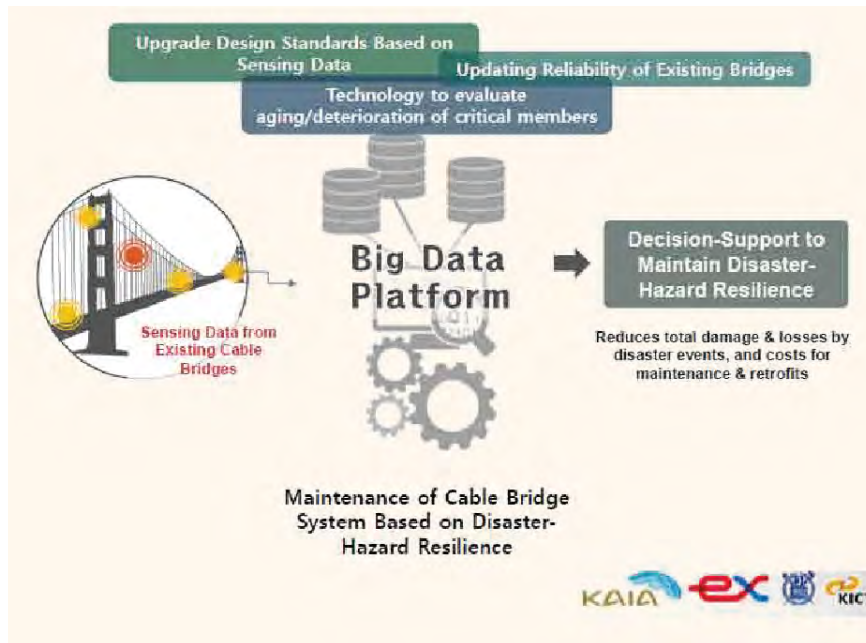 Upgrade Design Standards Based on
Sensing Data
Updating Reliability of Existing Bridges
Technology to evaluate
aging/deterioration of critical members
Big Data
Platform
Sensing Data from
Existing Cable
Bridges
Decision-Support to
Maintain Disaster-
Hazard Resilience
Reduces total damage & losses by
disaster events, and costs for
maintenance & retrofits
Maintenance of Cable Bridge
System Based on Disaster-
Hazard Resilience
KAIA
ex
KIC